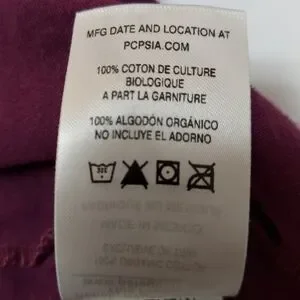 MFG DATE AND LOCATION AT
PCPSIA.COM
100% COTON DE CULTURE
BIOLOGIQUE
A PART LA GARNITURE
100% ALGODÓN ORGÁNICO
NO INCLUYE EL ADORNO